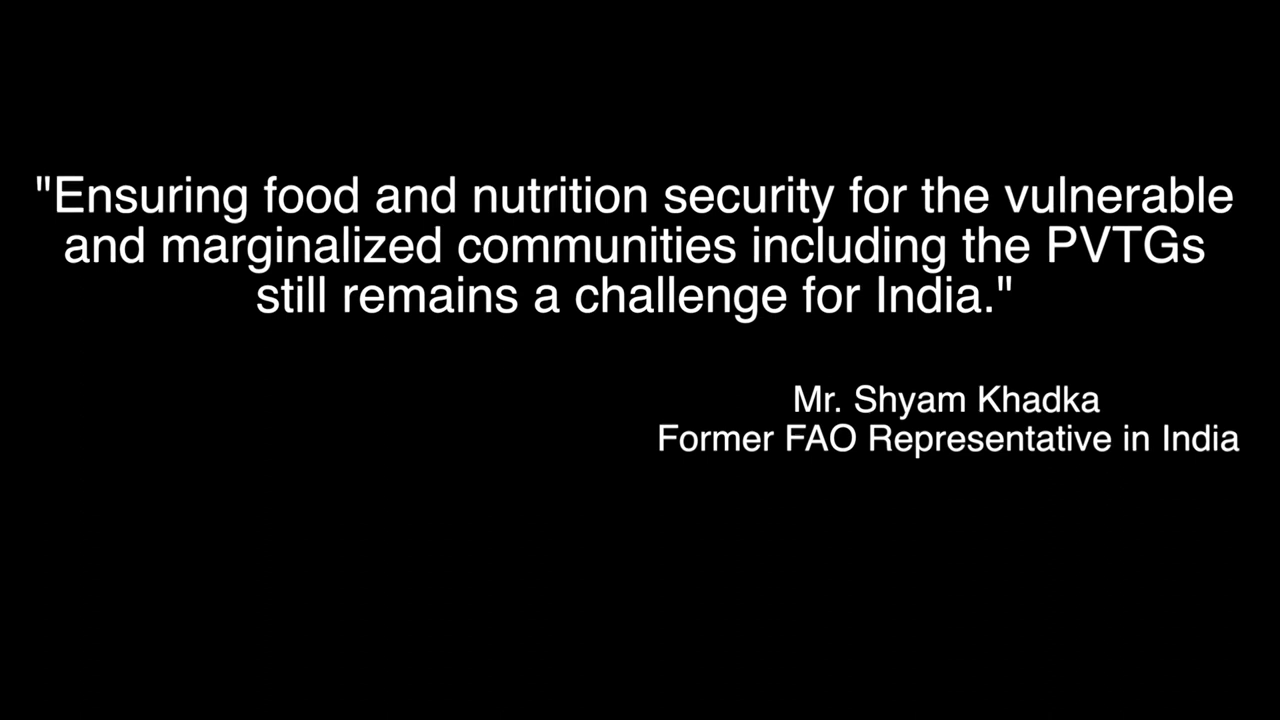 "Ensuring food and nutrition security for the vulnerable
and marginalized communities including the PVTGs
still remains a challenge for India."
Mr. Shyam Khadka
Former FAO Representative in India